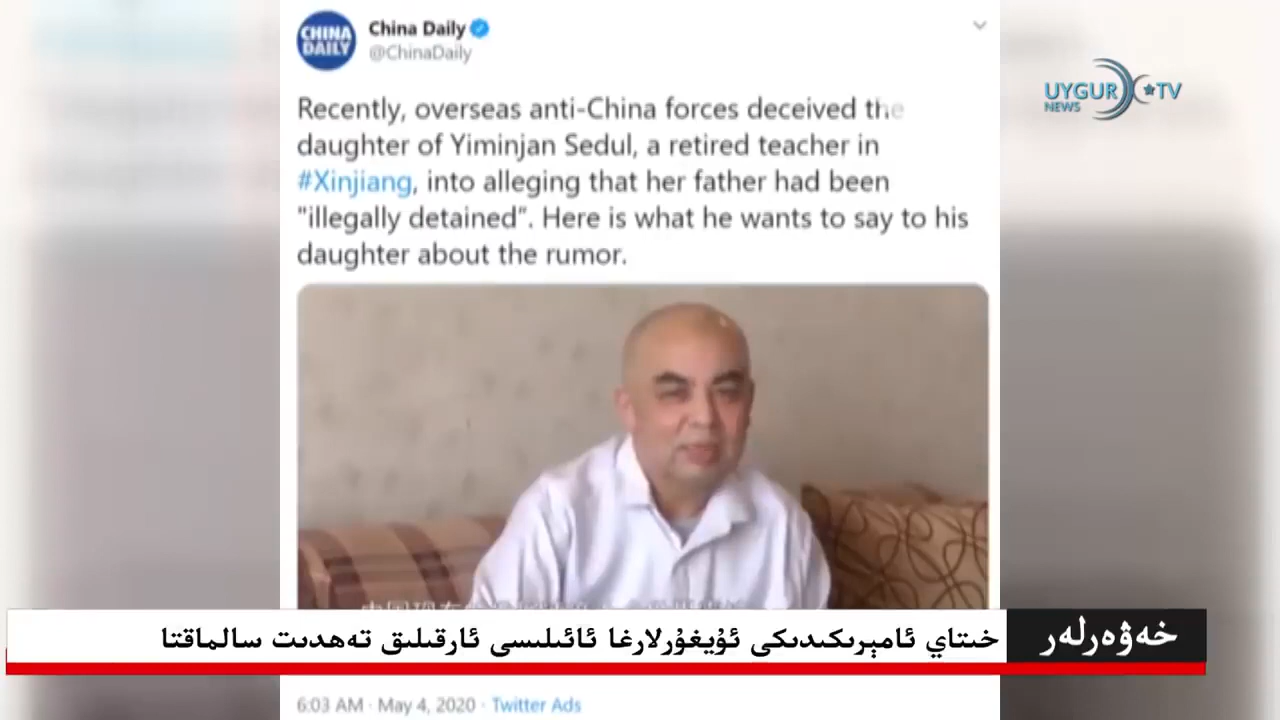 CHINA
DAILY
China Daily
@ChinaDaily
Recently, overseas anti-China forces deceived the
daughter of Yiminjan Sedul, a retired teacher in
#Xinjiang, into alleging that her father had been
"illegally detained". Here is what he wants to say to his
daughter about the rumor.
UYGUR TV
NEWS
خەۋەرلەر
خىتاي ئامېرىكىدىكى ئۇيغۇرلارغا ئائىلىسى ئارقىلىق تەھدىت سالماقتا
6:03 AM · May 4, 2020 · Twitter Ads